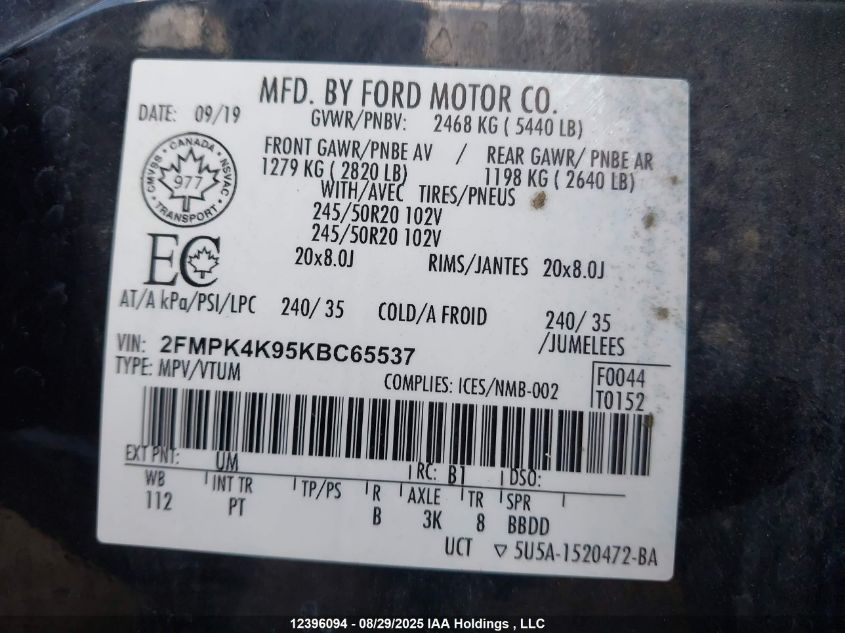 MFD. BY FORD MOTOR CO.
DATE: 09/19
GVWR/PNBV: 2468 KG ( 5440 LB)
FRONT GAWR/PNBE AV / REAR GAWR/ PNBE AR
1279 KG ( 2820 LB) 1198 KG ( 2640 LB)
WITH/AVEC TIRES/PNEUS
245/50R20 102V
245/50R20 102V
20x8.0J RIMS/JANTES 20x8.0J
CMVSS - CANADA - NSVAC
977
TRANSPORT
EC
AT/A kPa/PSI/LPC 240/ 35 COLD/A FROID 240/ 35
/JUMELEES
VIN: 2FMPK4K95KBC65537
TYPE: MPV/VTUM
COMPLIES: ICES/NMB-002
F0044
T0152
EXT PNT: UM RC: B1 DSO:
WB INT TR TP/PS R AXLE TR SPR
112 PT B 3K 8 BBDD
UCT ▽ 5U5A-1520472-BA
12396094 - 08/29/2025 IAA Holdings , LLC